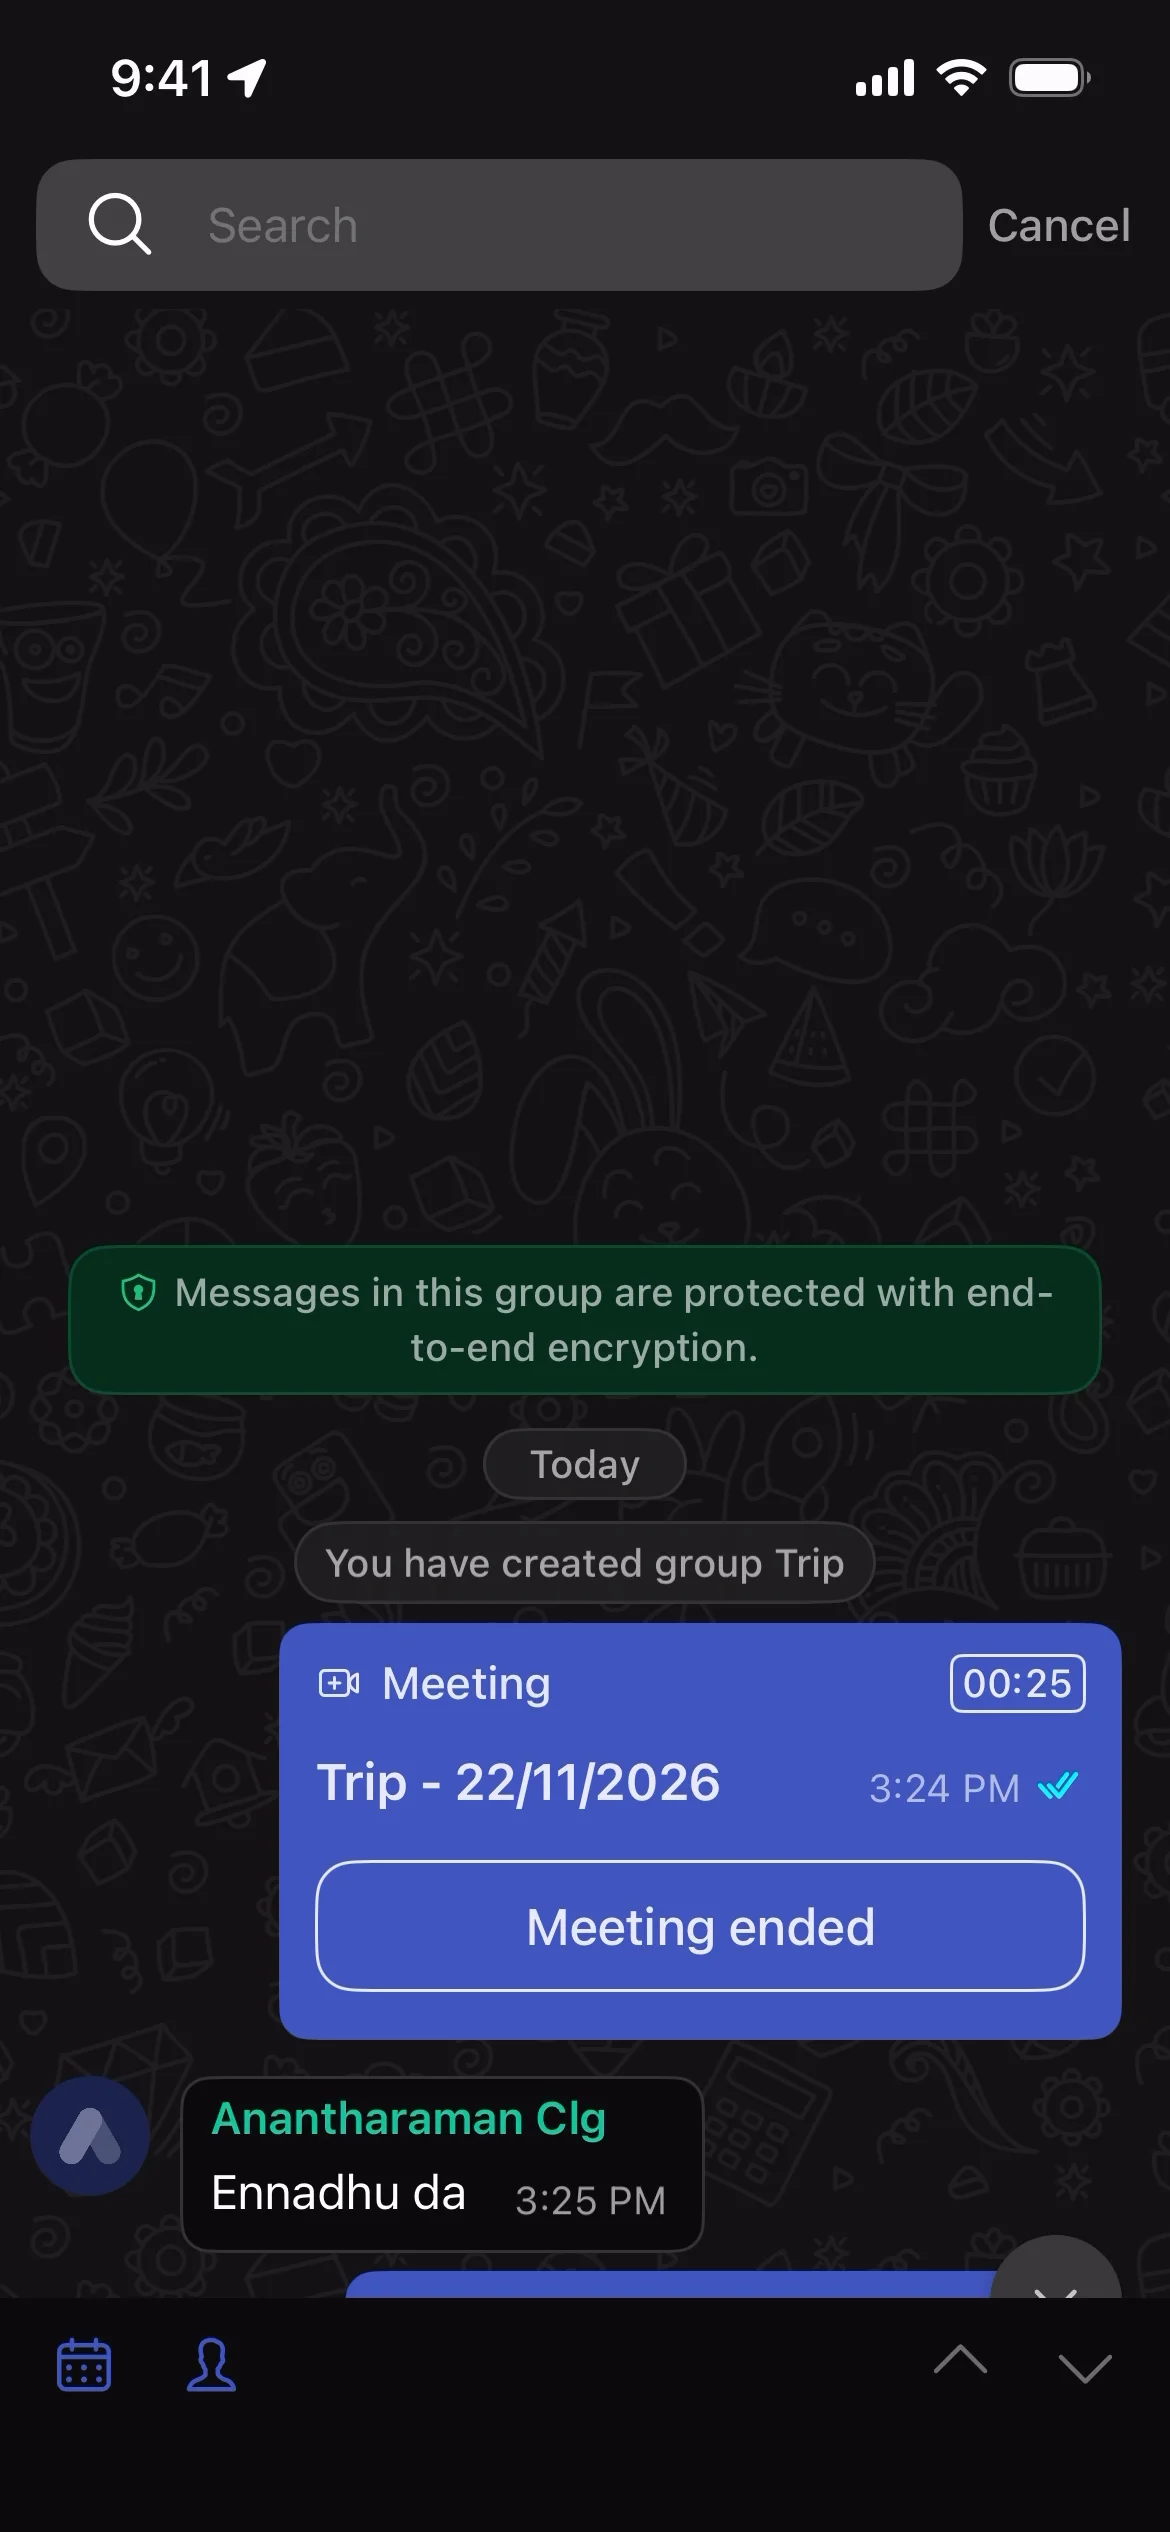 9:41
Search
Cancel
Messages in this group are protected with end-
to-end encryption.
Today
You have created group Trip
Meeting
00:25
Trip - 22/11/2026
3:24 PM
Meeting ended
Anantharaman Clg
Ennadhu da
3:25 PM